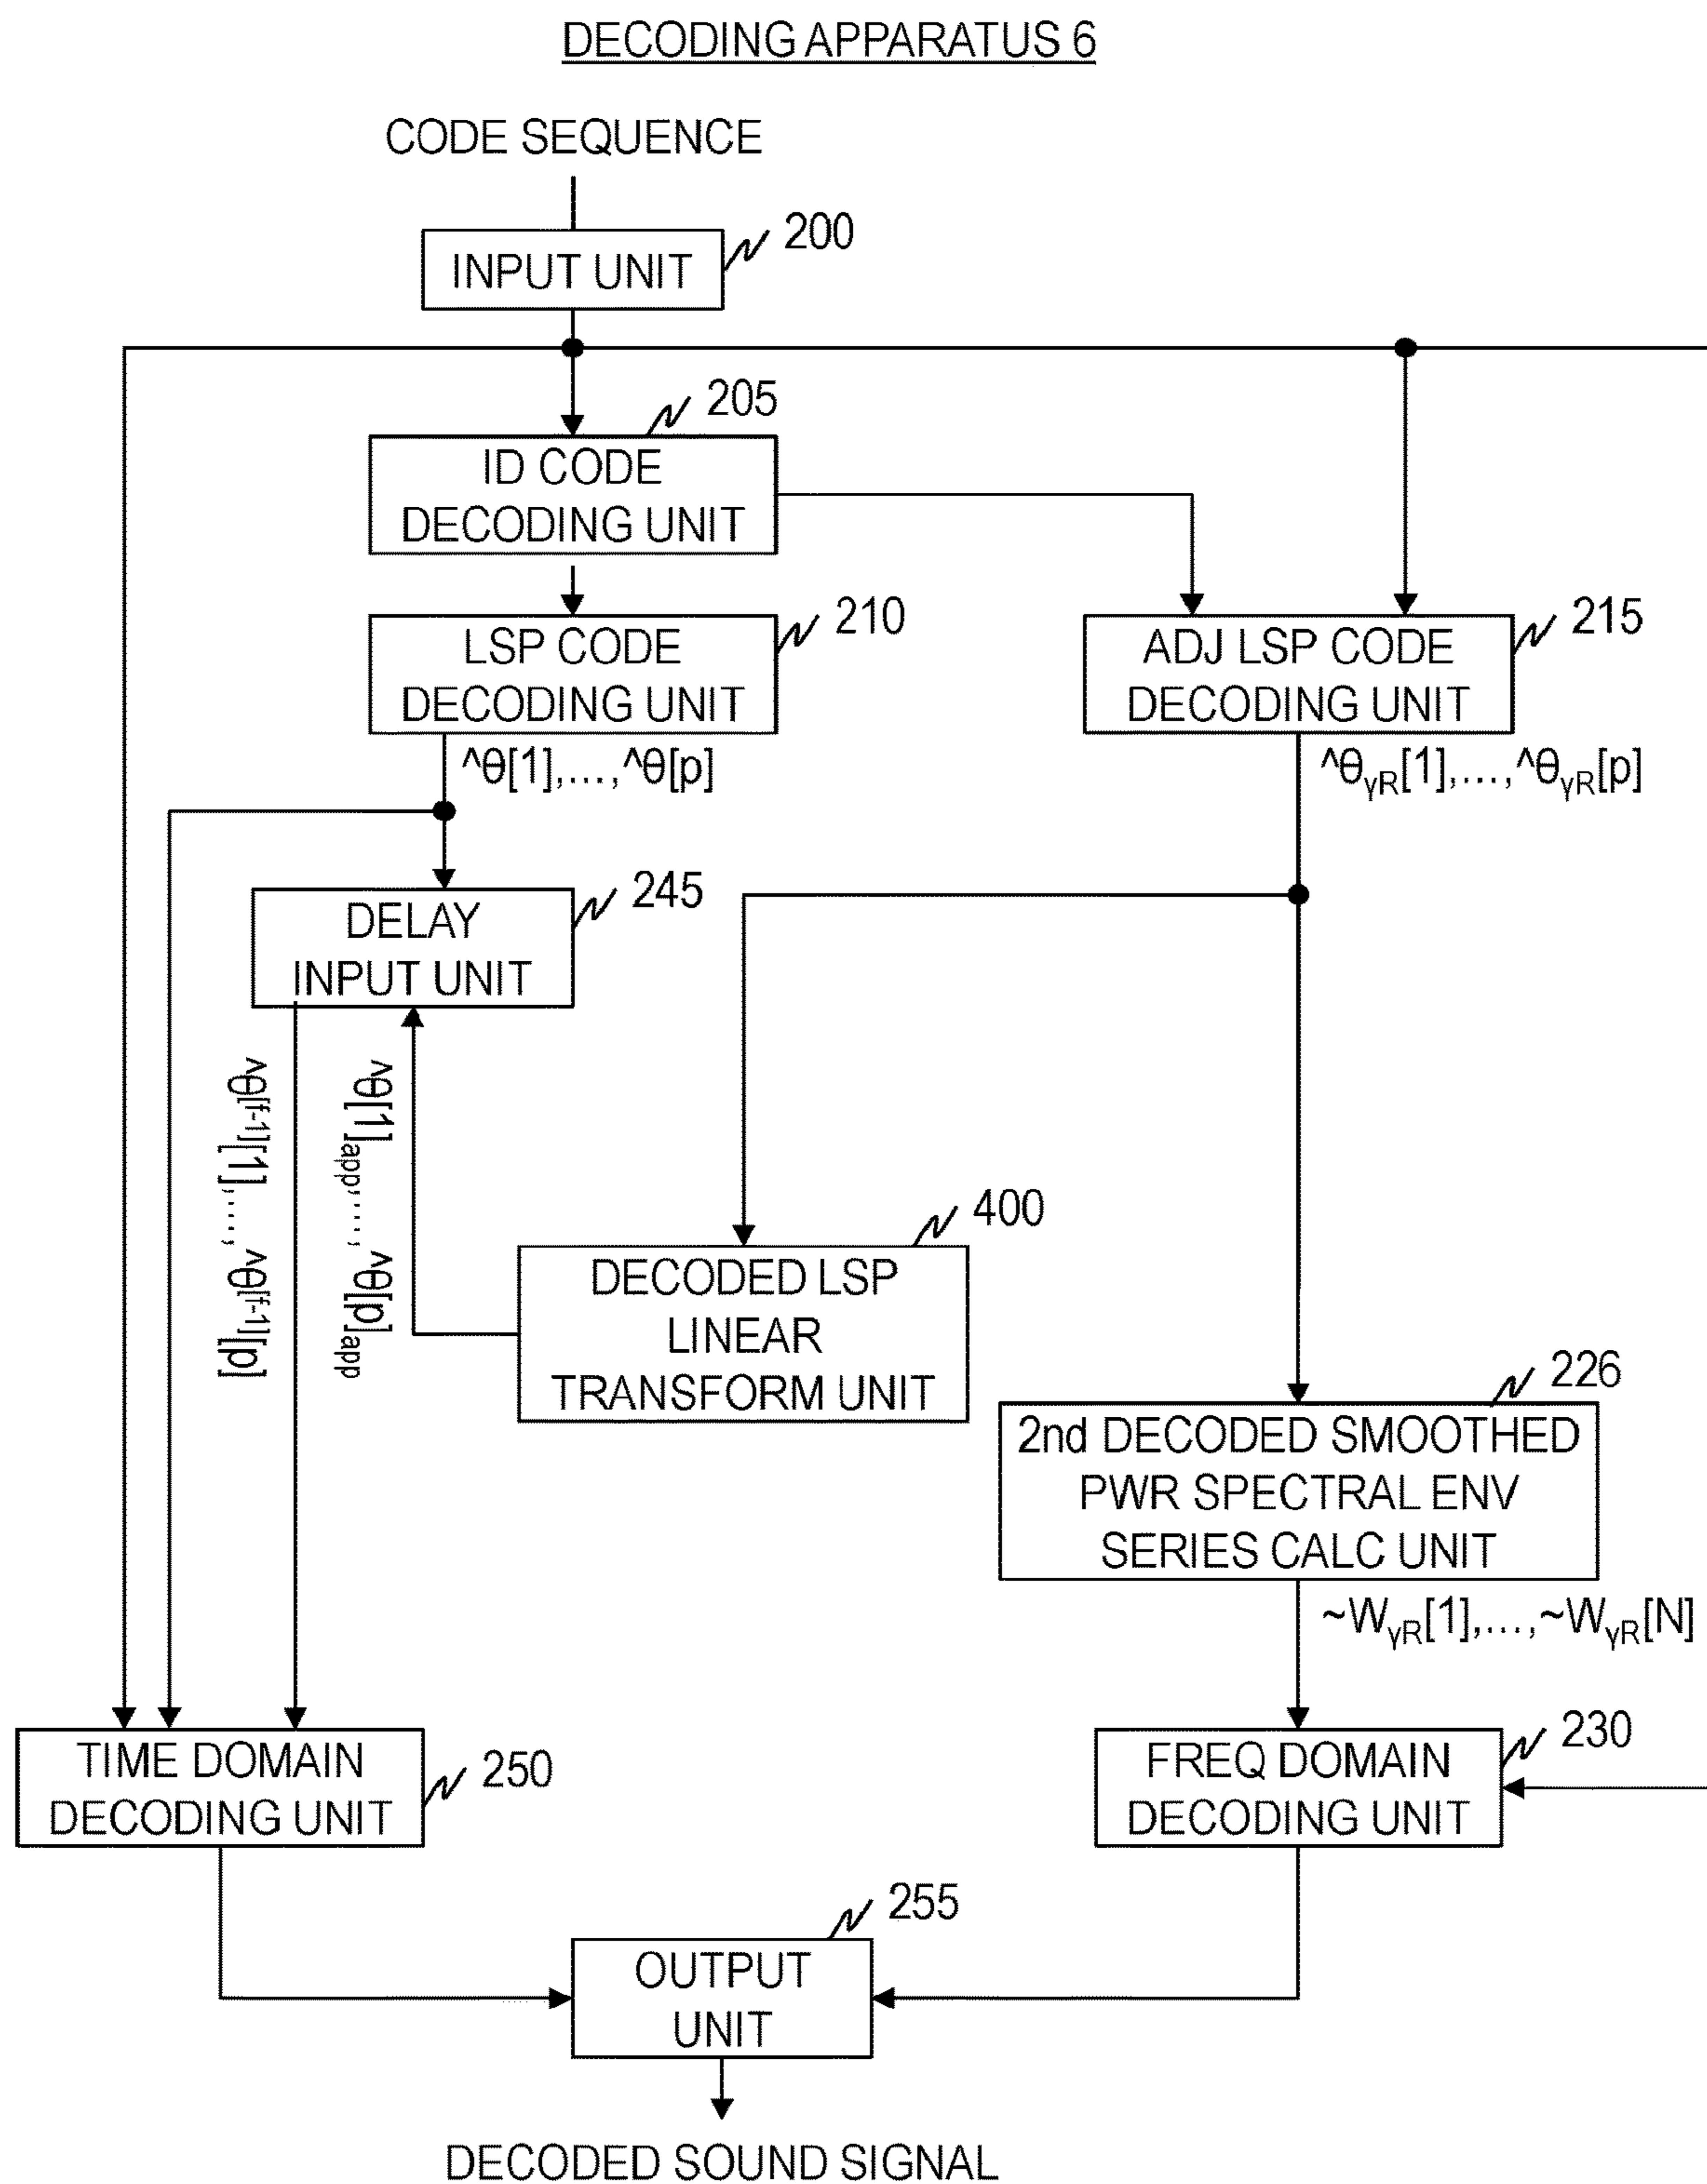 DECODING APPARATUS 6
CODE SEQUENCE
200
INPUT UNIT
205
ID CODE
DECODING UNIT
210
LSP CODE
DECODING UNIT
215
ADJ LSP CODE
DECODING UNIT
^θ[1],...,^θ[p]
^θγR[1],...,^θγR[p]
245
DELAY
INPUT UNIT
^θ[f-1][1],...., ^θ[f-1][p]
^θ[1]app,...., ^θ[p]app
400
DECODED LSP
LINEAR
TRANSFORM UNIT
226
2nd DECODED SMOOTHED
PWR SPECTRAL ENV
SERIES CALC UNIT
~WγR[1],...,~WγR[N]
TIME DOMAIN
DECODING UNIT
250
230
FREQ DOMAIN
DECODING UNIT
255
OUTPUT
UNIT
DECODED SOUND SIGNAL